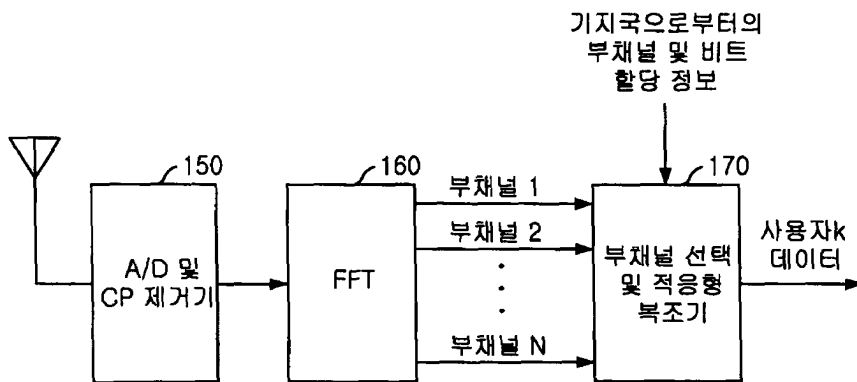 기지국으로부터의
부채널 및 비트
할당 정보
150
160
170
A/D 및
CP 제거기
FFT
부채널 1
부채널 2
부채널 N
부채널 선택
및 적응형
복조기
사용자k
데이터